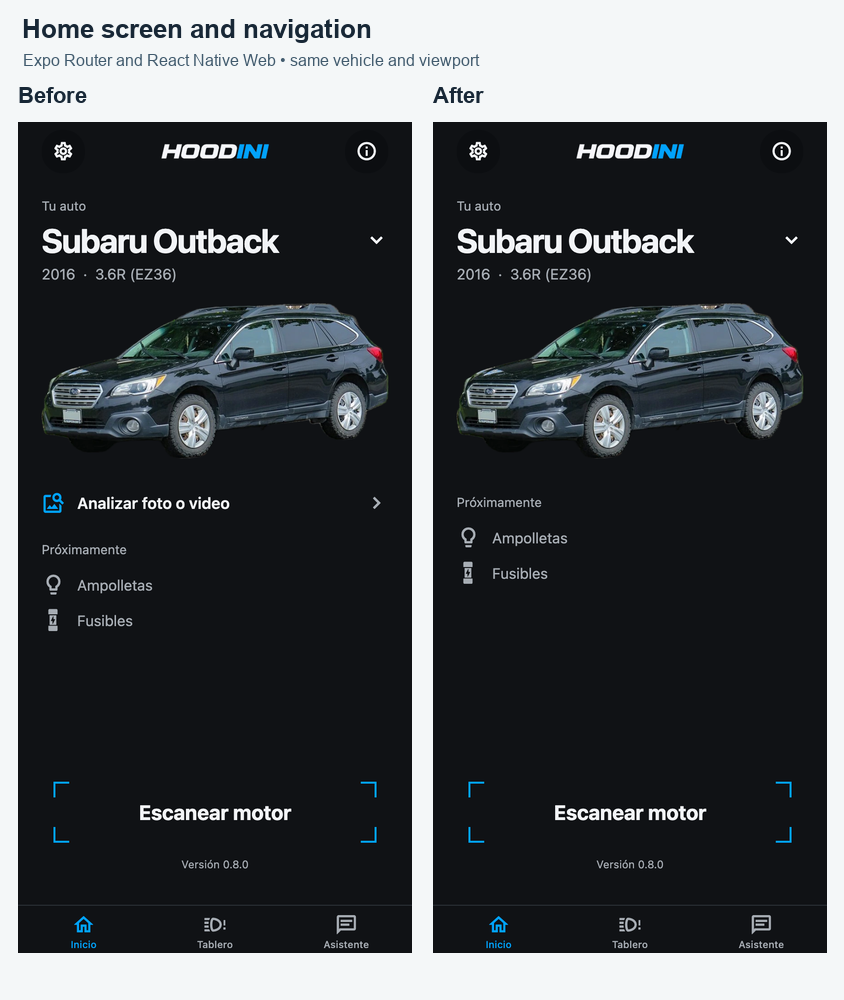 Home screen and navigation
Expo Router and React Native Web • same vehicle and viewport
Before
HOODINI
Tu auto
Subaru Outback
2016 · 3.6R (EZ36)
Analizar foto o video
Próximamente
Ampolletas
Fusibles
Escanear motor
Versión 0.8.0
Inicio
Tablero
Asistente
After
HOODINI
Tu auto
Subaru Outback
2016 · 3.6R (EZ36)
Próximamente
Ampolletas
Fusibles
Escanear motor
Versión 0.8.0
Inicio
Tablero
Asistente